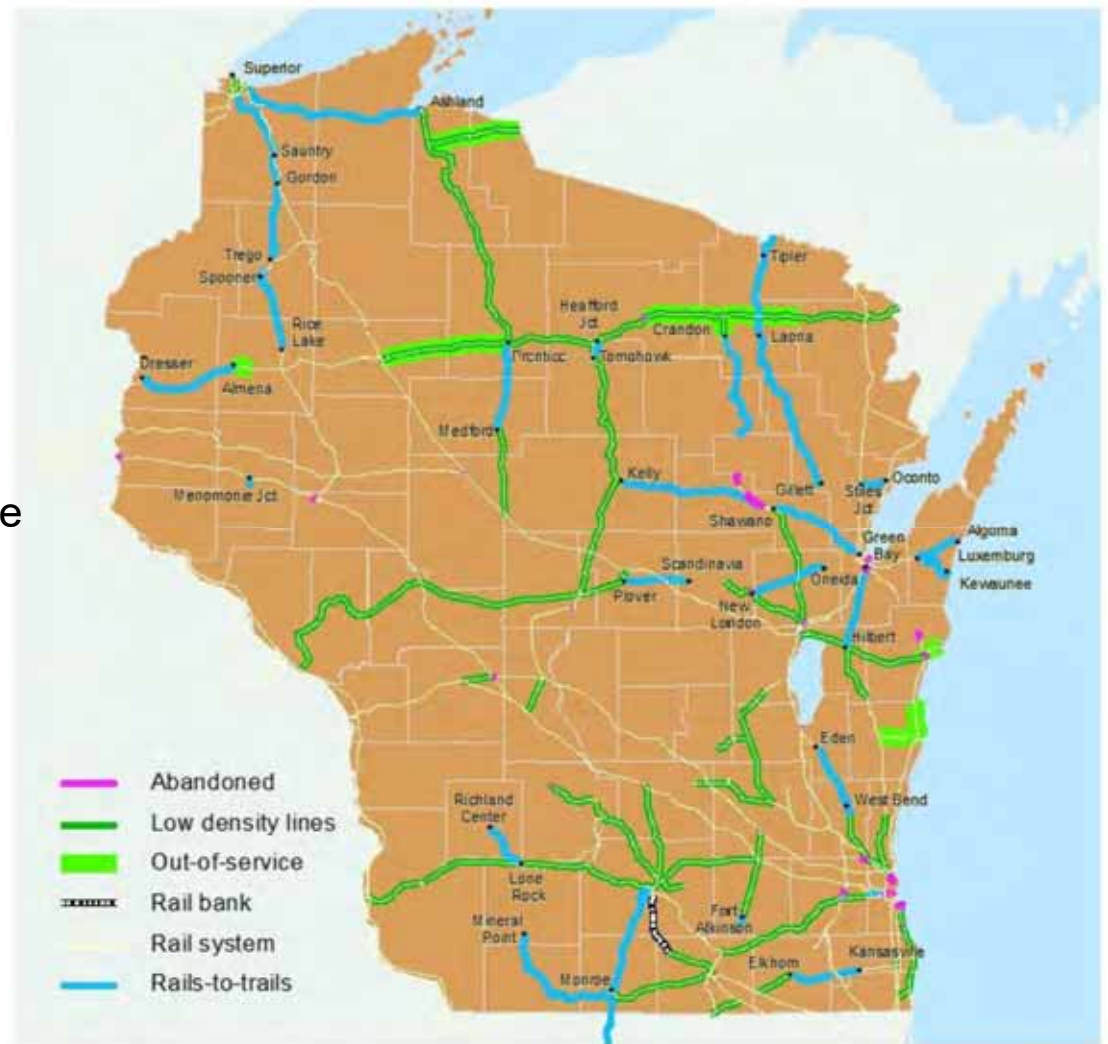 Superior
Ashland
Sauntry
Gordon
Trego
Spooner
Tipler
Heafford
Jct
Rice
Lake
Crandon
Laona
Prentice
Tomahawk
Dresser
Almena
Medford
Kelly
Menomonie Jct
Gillett
Stiles
Jct
Oconto
Shawano
Green
Bay
Algoma
Luxemburg
Kewaunee
Scandinavia
Plover
Oneida
New
London
Hilbert
e
Eden
West Bend
Richland
Center
Lone
Rock
Mineral
Point
Fort
Atkinson
Monroe
Elkhorn
Kansasville
Abandoned
Low density lines
Out-of-service
Rail bank
Rail system
Rails-to-trails